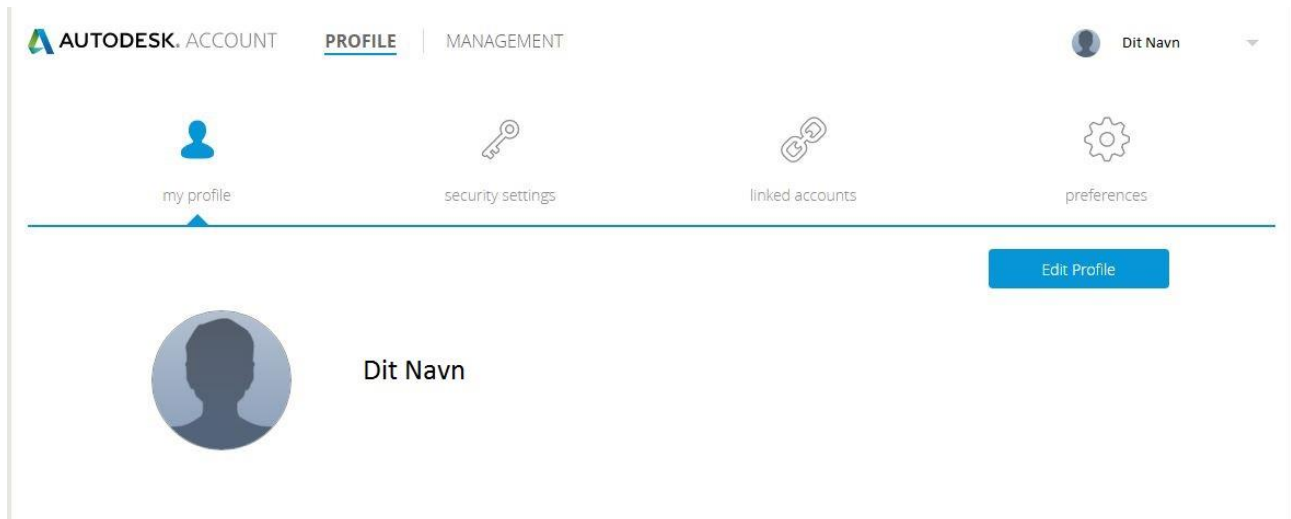 AUTODESK. ACCOUNT PROFILE MANAGEMENT Dit Navn
my profile security settings linked accounts preferences
Edit Profile
Dit Navn